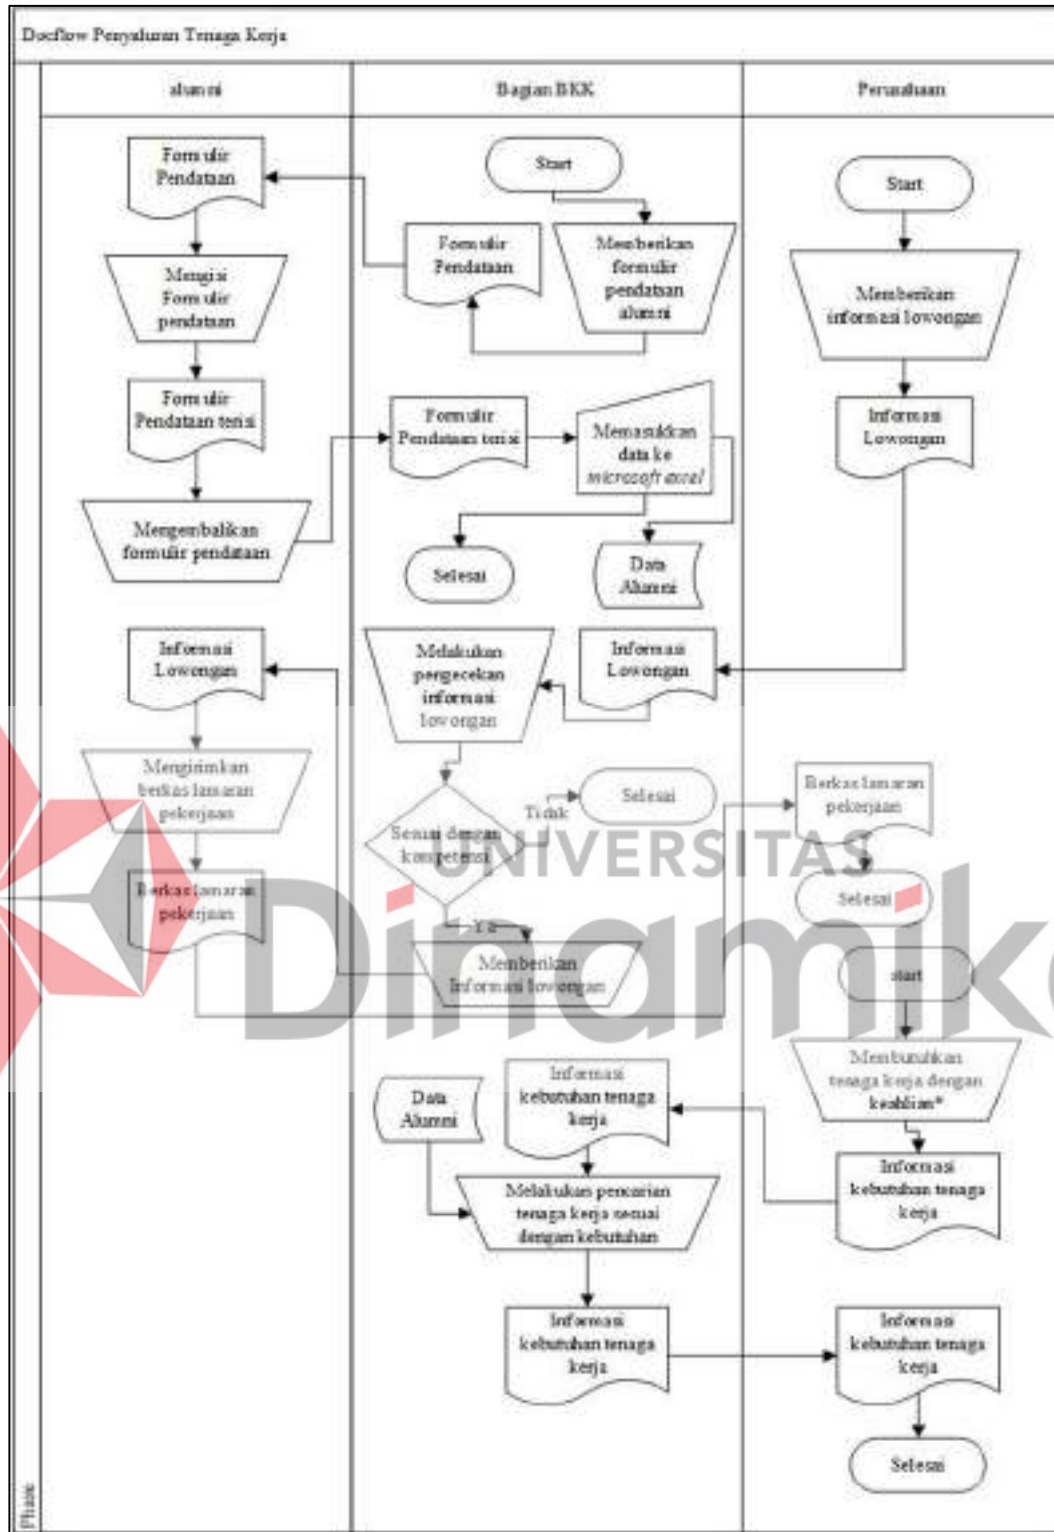 Docflow Penyaluran Tenaga Kerja
alumni
Bagian BKK
Perusahaan
Formulir
Pendataan
Mengisi
Formulir
pendataan
Formulir
Pendataan terisi
Mengembalikan
formulir pendataan
Informasi
Lowongan
Mengirimkan
berkas lamaran
pekerjaan
Berkas lamaran
pekerjaan
Start
Memberikan
formulir
pendataan
alumni
Formulir
Pendataan
Formulir
Pendataan terisi
Memasukkan
data ke
microsoft excel
Selesai
Data
Alumni
Melakukan
pengecekan
informasi
lowongan
Informasi
Lowongan
Sesuai dengan
kompetensi
Tidak
Selesai
Ya
Memberikan
Informasi lowongan
Data
Alumni
Informasi
kebutuhan tenaga
kerja
Melakukan pencarian
tenaga kerja sesuai
dengan kebutuhan
Informasi
kebutuhan tenaga
kerja
Start
Memberikan
informasi lowongan
Informasi
Lowongan
Berkas lamaran
pekerjaan
Selesai
start
Membutuhkan
tenaga kerja dengan
keahlian*
Informasi
kebutuhan tenaga
kerja
Informasi
kebutuhan tenaga
kerja
Selesai
Phase
UNIVERSITAS
Dinamika